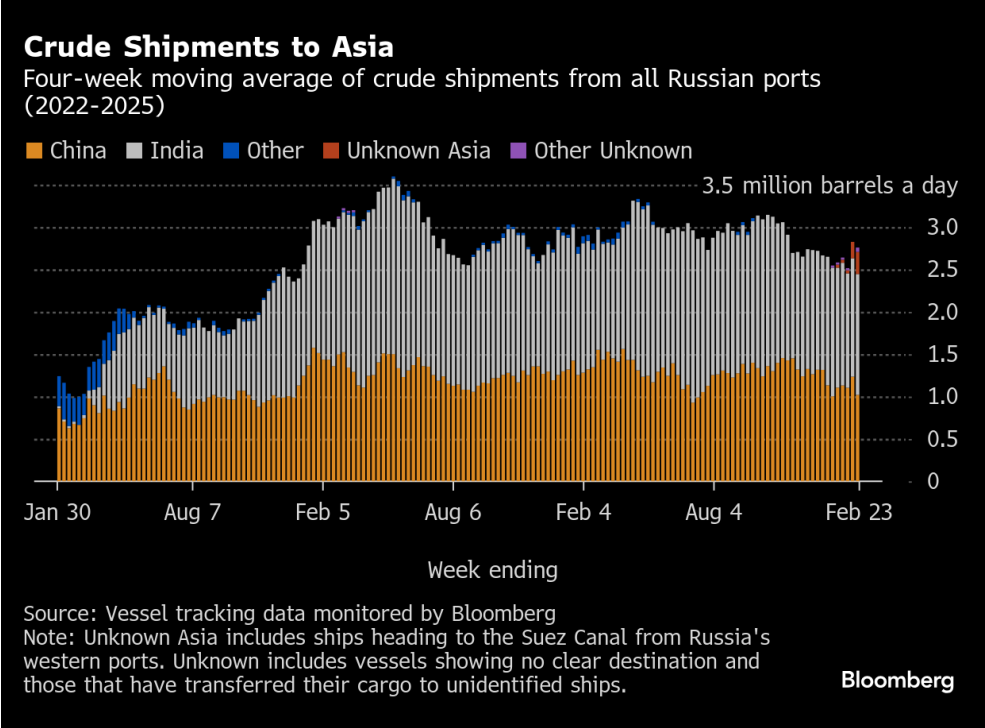 Crude Shipments to Asia
Four-week moving average of crude shipments from all Russian ports
(2022-2025)
China India Other Unknown Asia Other Unknown
3.5 million barrels a day
3.0
2.5
2.0
1.5
1.0
0.5
0
Jan 30 Aug 7 Feb 5 Aug 6 Feb 4 Aug 4 Feb 23
Week ending
Source: Vessel tracking data monitored by Bloomberg
Note: Unknown Asia includes ships heading to the Suez Canal from Russia's
western ports. Unknown includes vessels showing no clear destination and
those that have transferred their cargo to unidentified ships.
Bloomberg